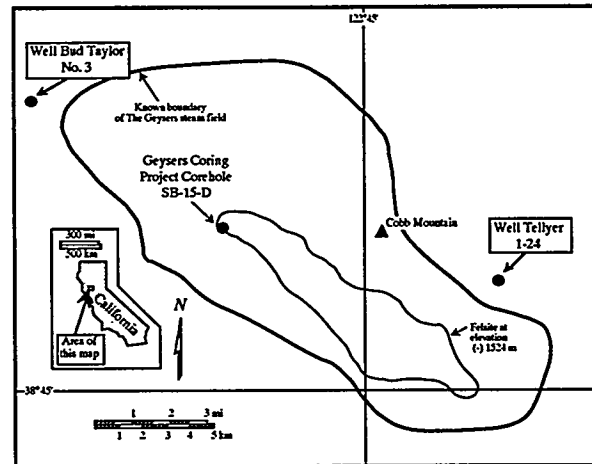 122°45'
Well Bud Taylor
No. 3
Known boundary
of The Geysers steam field
Geysers Coring
Project Corehole
SB-15-D
Cobb Mountain
Well Tellyer
1-24
300 mi
500 km
California
Area of
this map
N
Felsite at
elevation
(-) 1524 m
38°45'
1 2 3 mi
1 2 3 4 5 km